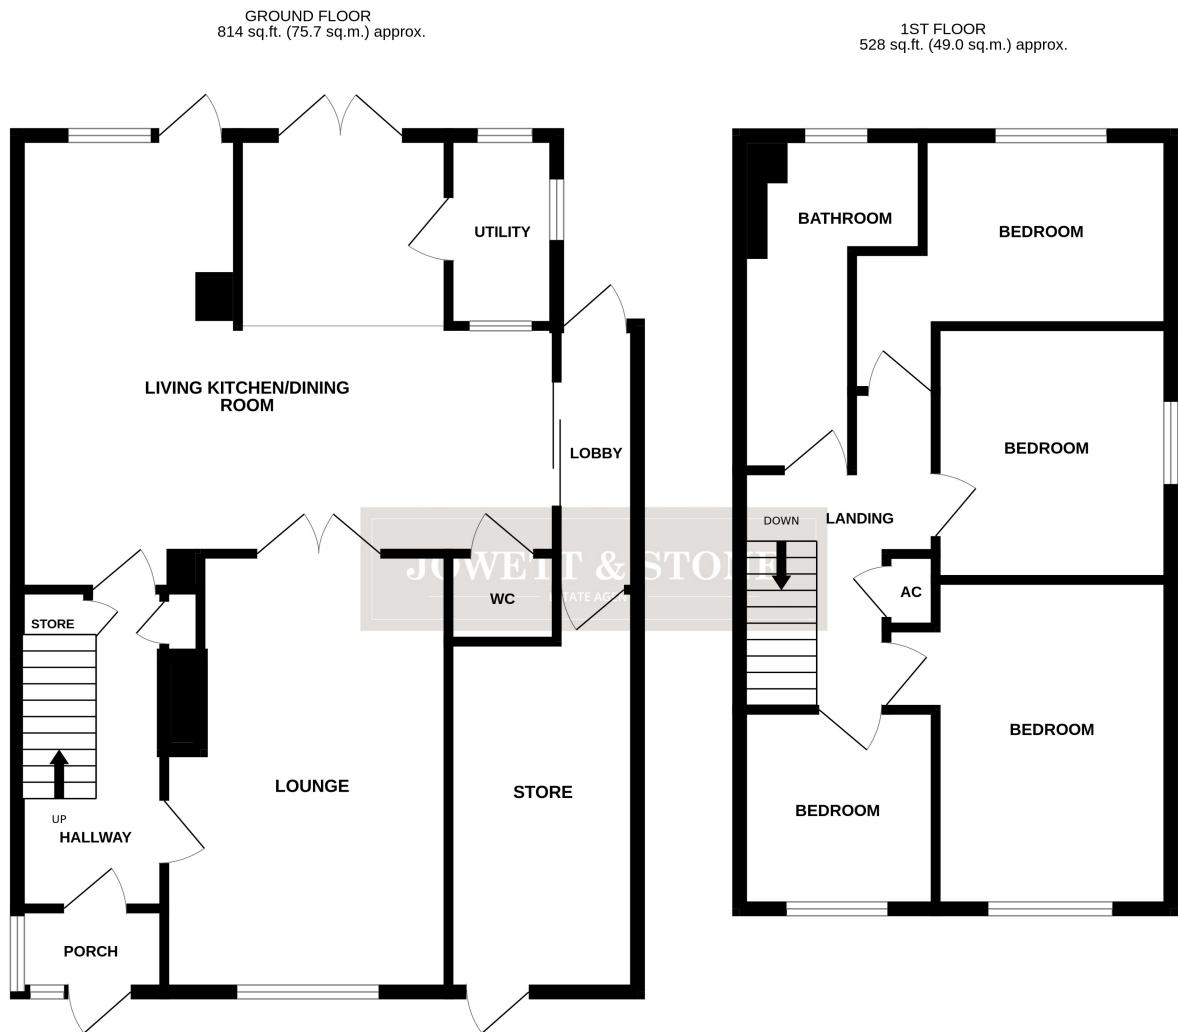 GROUND FLOOR
814 sq.ft. (75.7 sq.m.) approx.
1ST FLOOR
528 sq.ft. (49.0 sq.m.) approx.
UTILITY
LIVING KITCHEN/DINING
ROOM
LOBBY
WC
STORE
UP
HALLWAY
LOUNGE
STORE
PORCH
BATHROOM
BEDROOM
BEDROOM
DOWN
LANDING
AC
BEDROOM
BEDROOM
JOWETT & STONE
ESTATE AGENT